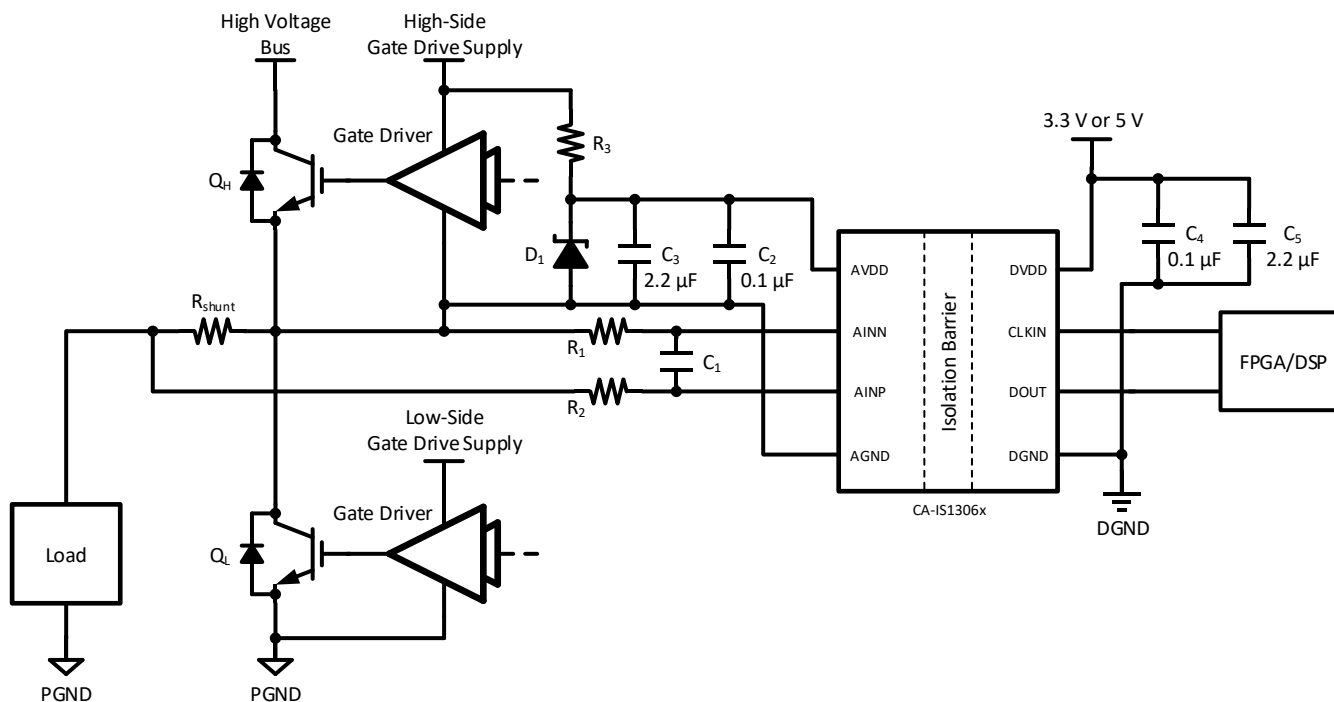 High Voltage
Bus
High-Side
Gate Drive Supply
Gate Driver
R3
3.3 V or 5 V
QH
D1
C3
2.2 µF
C2
0.1 µF
C4
0.1 µF
C5
2.2 µF
AVDD
DVDD
Rshunt
R1
AINN
CLKIN
C1
Isolation Barrier
FPGA/DSP
R2
AINP
DOUT
Low-Side
Gate Drive Supply
AGND
DGND
CA-IS1306x
Gate Driver
DGND
Load
QL
PGND
PGND